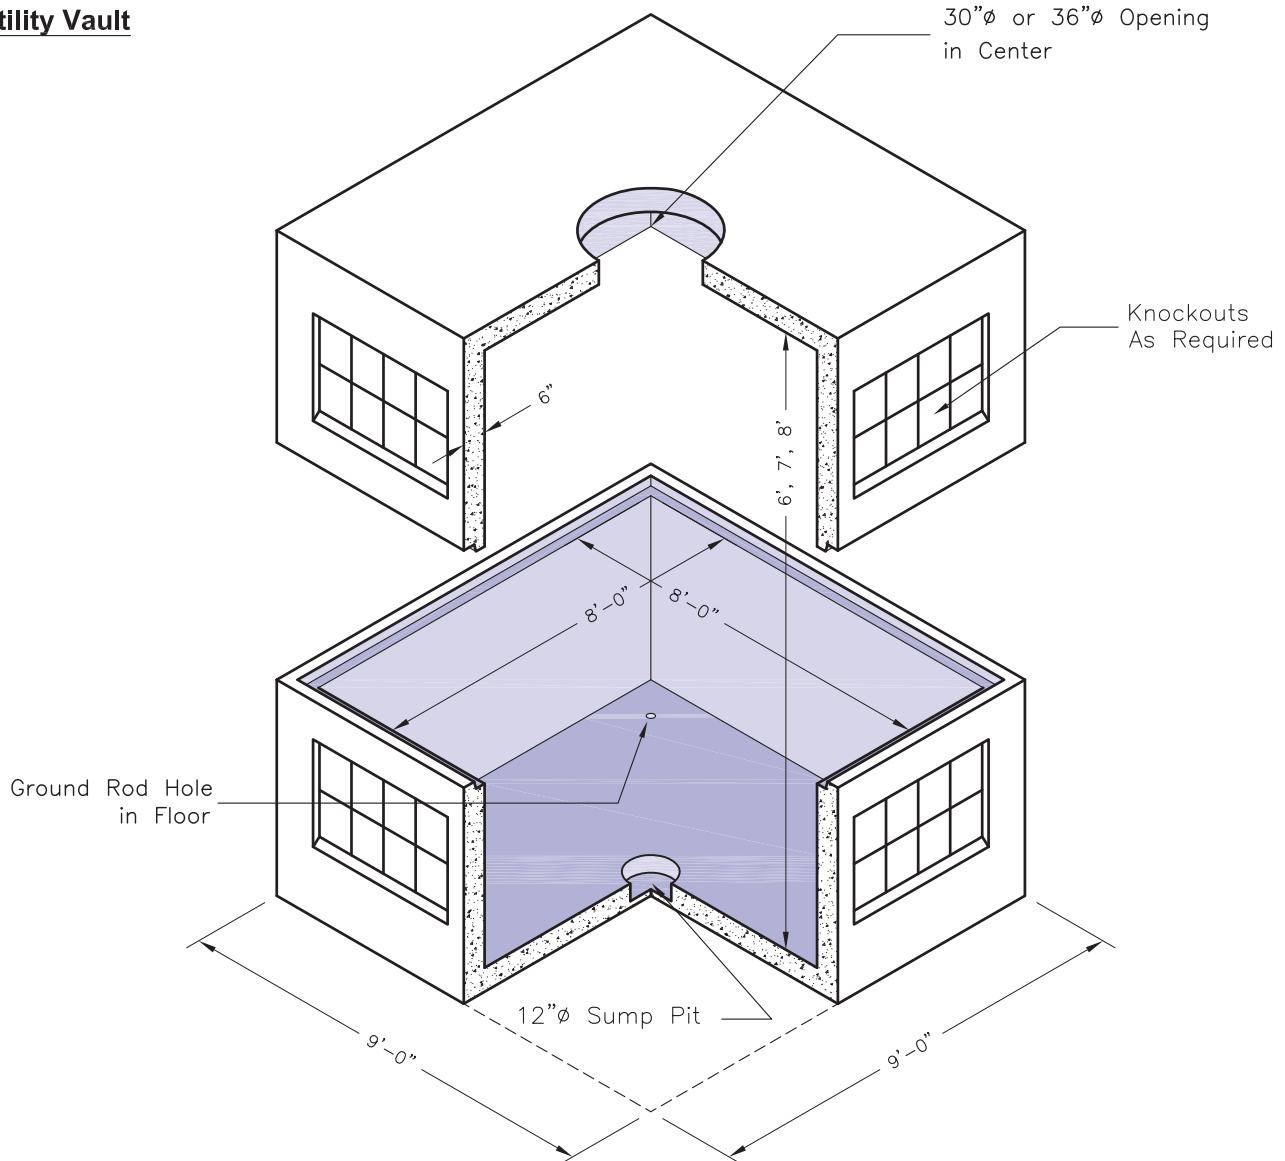 tility Vault
30"ø or 36"ø Opening
in Center
Knockouts
As Required
6"
6', 7', 8'
8'-0"
8'-0"
Ground Rod Hole
in Floor
12"ø Sump Pit
9'-0"
9'-0"